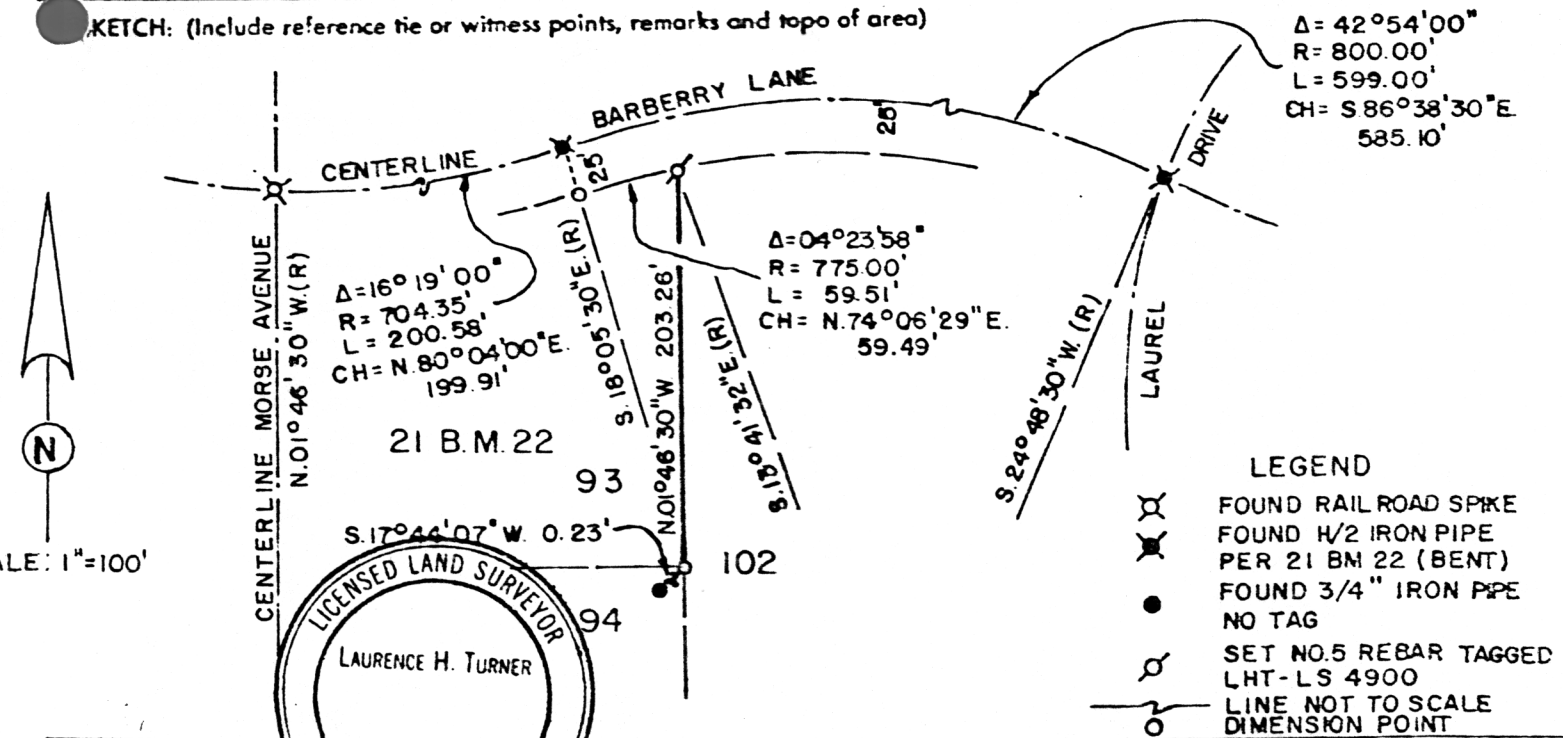 KETCH: (Include reference tie or witness points, remarks and topo of area)
Δ= 42°54'00"
R= 800.00'
L= 599.00'
CH= S.86°38'30"E.
585.10'
BARBERRY LANE
CENTERLINE
25
25'
DRIVE
CENTERLINE MORSE AVENUE
N.01°46'30"W.(R)
Δ=16°19'00"
R= 704.35'
L= 200.58'
CH= N.80°04'00"E.
199.91'
S.18°05'30"E.(R)
N.01°46'30"W 203.26'
S.13°41'32"E.(R)
Δ=04°23'58"
R= 775.00'
L= 59.51'
CH= N.74°06'29"E.
59.49'
S.24°48'30"W.(R)
LAUREL
21 B.M.22
93
N
S.17°44'07"W. 0.23'
102
94
ALE: 1"=100'
LICENSED LAND SURVEYOR
LAURENCE H. TURNER
LEGEND
FOUND RAILROAD SPIKE
FOUND 1-1/2 IRON PIPE
PER 21 BM 22 (BENT)
FOUND 3/4" IRON PIPE
NO TAG
SET NO.5 REBAR TAGGED
LHT-LS 4900
LINE NOT TO SCALE
DIMENSION POINT